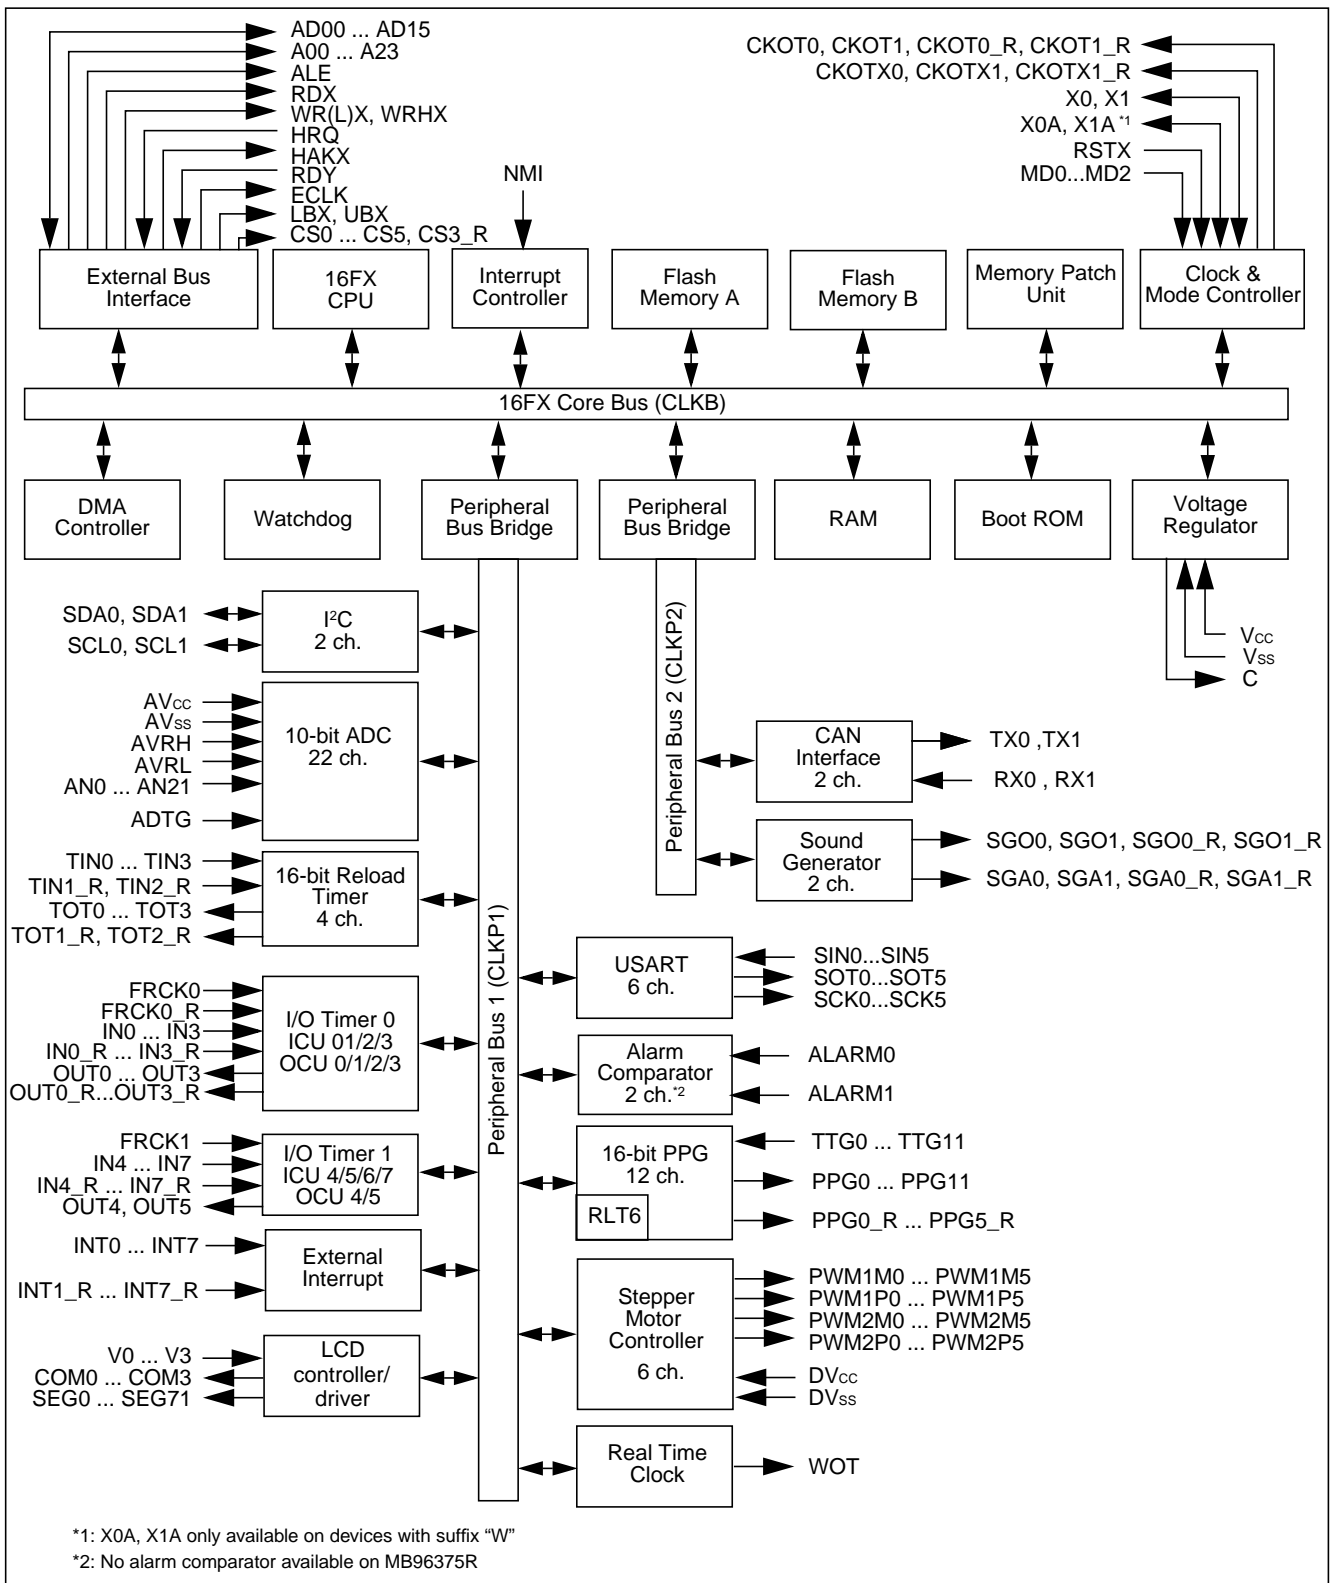 AD00 ... AD15
A00 ... A23
ALE
RDX
WR(L)X, WRHX
HRQ
HAKX
RDY
ECLK
LBX, UBX
CS0 ... CS5, CS3_R
NMI
CKOT0, CKOT1, CKOT0_R, CKOT1_R
CKOTX0, CKOTX1, CKOTX1_R
X0, X1
X0A, X1A *1
RSTX
MD0...MD2
External Bus
Interface
16FX
CPU
Interrupt
Controller
Flash
Memory A
Flash
Memory B
Memory Patch
Unit
Clock &
Mode Controller
16FX Core Bus (CLKB)
DMA
Controller
Watchdog
Peripheral
Bus Bridge
Peripheral
Bus Bridge
RAM
Boot ROM
Voltage
Regulator
VCC
VSS
C
Peripheral Bus 1 (CLKP1)
Peripheral Bus 2 (CLKP2)
SDA0, SDA1
SCL0, SCL1
I²C
2 ch.
AVCC
AVSS
AVRH
AVRL
AN0 ... AN21
ADTG
10-bit ADC
22 ch.
TIN0 ... TIN3
TIN1_R, TIN2_R
TOT0 ... TOT3
TOT1_R, TOT2_R
16-bit Reload
Timer
4 ch.
FRCK0
FRCK0_R
IN0 ... IN3
IN0_R ... IN3_R
OUT0 ... OUT3
OUT0_R...OUT3_R
I/O Timer 0
ICU 01/2/3
OCU 0/1/2/3
FRCK1
IN4 ... IN7
IN4_R ... IN7_R
OUT4, OUT5
I/O Timer 1
ICU 4/5/6/7
OCU 4/5
INT0 ... INT7
INT1_R ... INT7_R
External
Interrupt
V0 ... V3
COM0 ... COM3
SEG0 ... SEG71
LCD
controller/
driver
CAN
Interface
2 ch.
TX0 ,TX1
RX0 , RX1
Sound
Generator
2 ch.
SGO0, SGO1, SGO0_R, SGO1_R
SGA0, SGA1, SGA0_R, SGA1_R
USART
6 ch.
SIN0...SIN5
SOT0...SOT5
SCK0...SCK5
Alarm
Comparator
2 ch.*2
ALARM0
ALARM1
16-bit PPG
12 ch.
RLT6
TTG0 ... TTG11
PPG0 ... PPG11
PPG0_R ... PPG5_R
Stepper
Motor
Controller
6 ch.
PWM1M0 ... PWM1M5
PWM1P0 ... PWM1P5
PWM2M0 ... PWM2M5
PWM2P0 ... PWM2P5
DVCC
DVSS
Real Time
Clock
WOT
*1: X0A, X1A only available on devices with suffix “W”
*2: No alarm comparator available on MB96375R